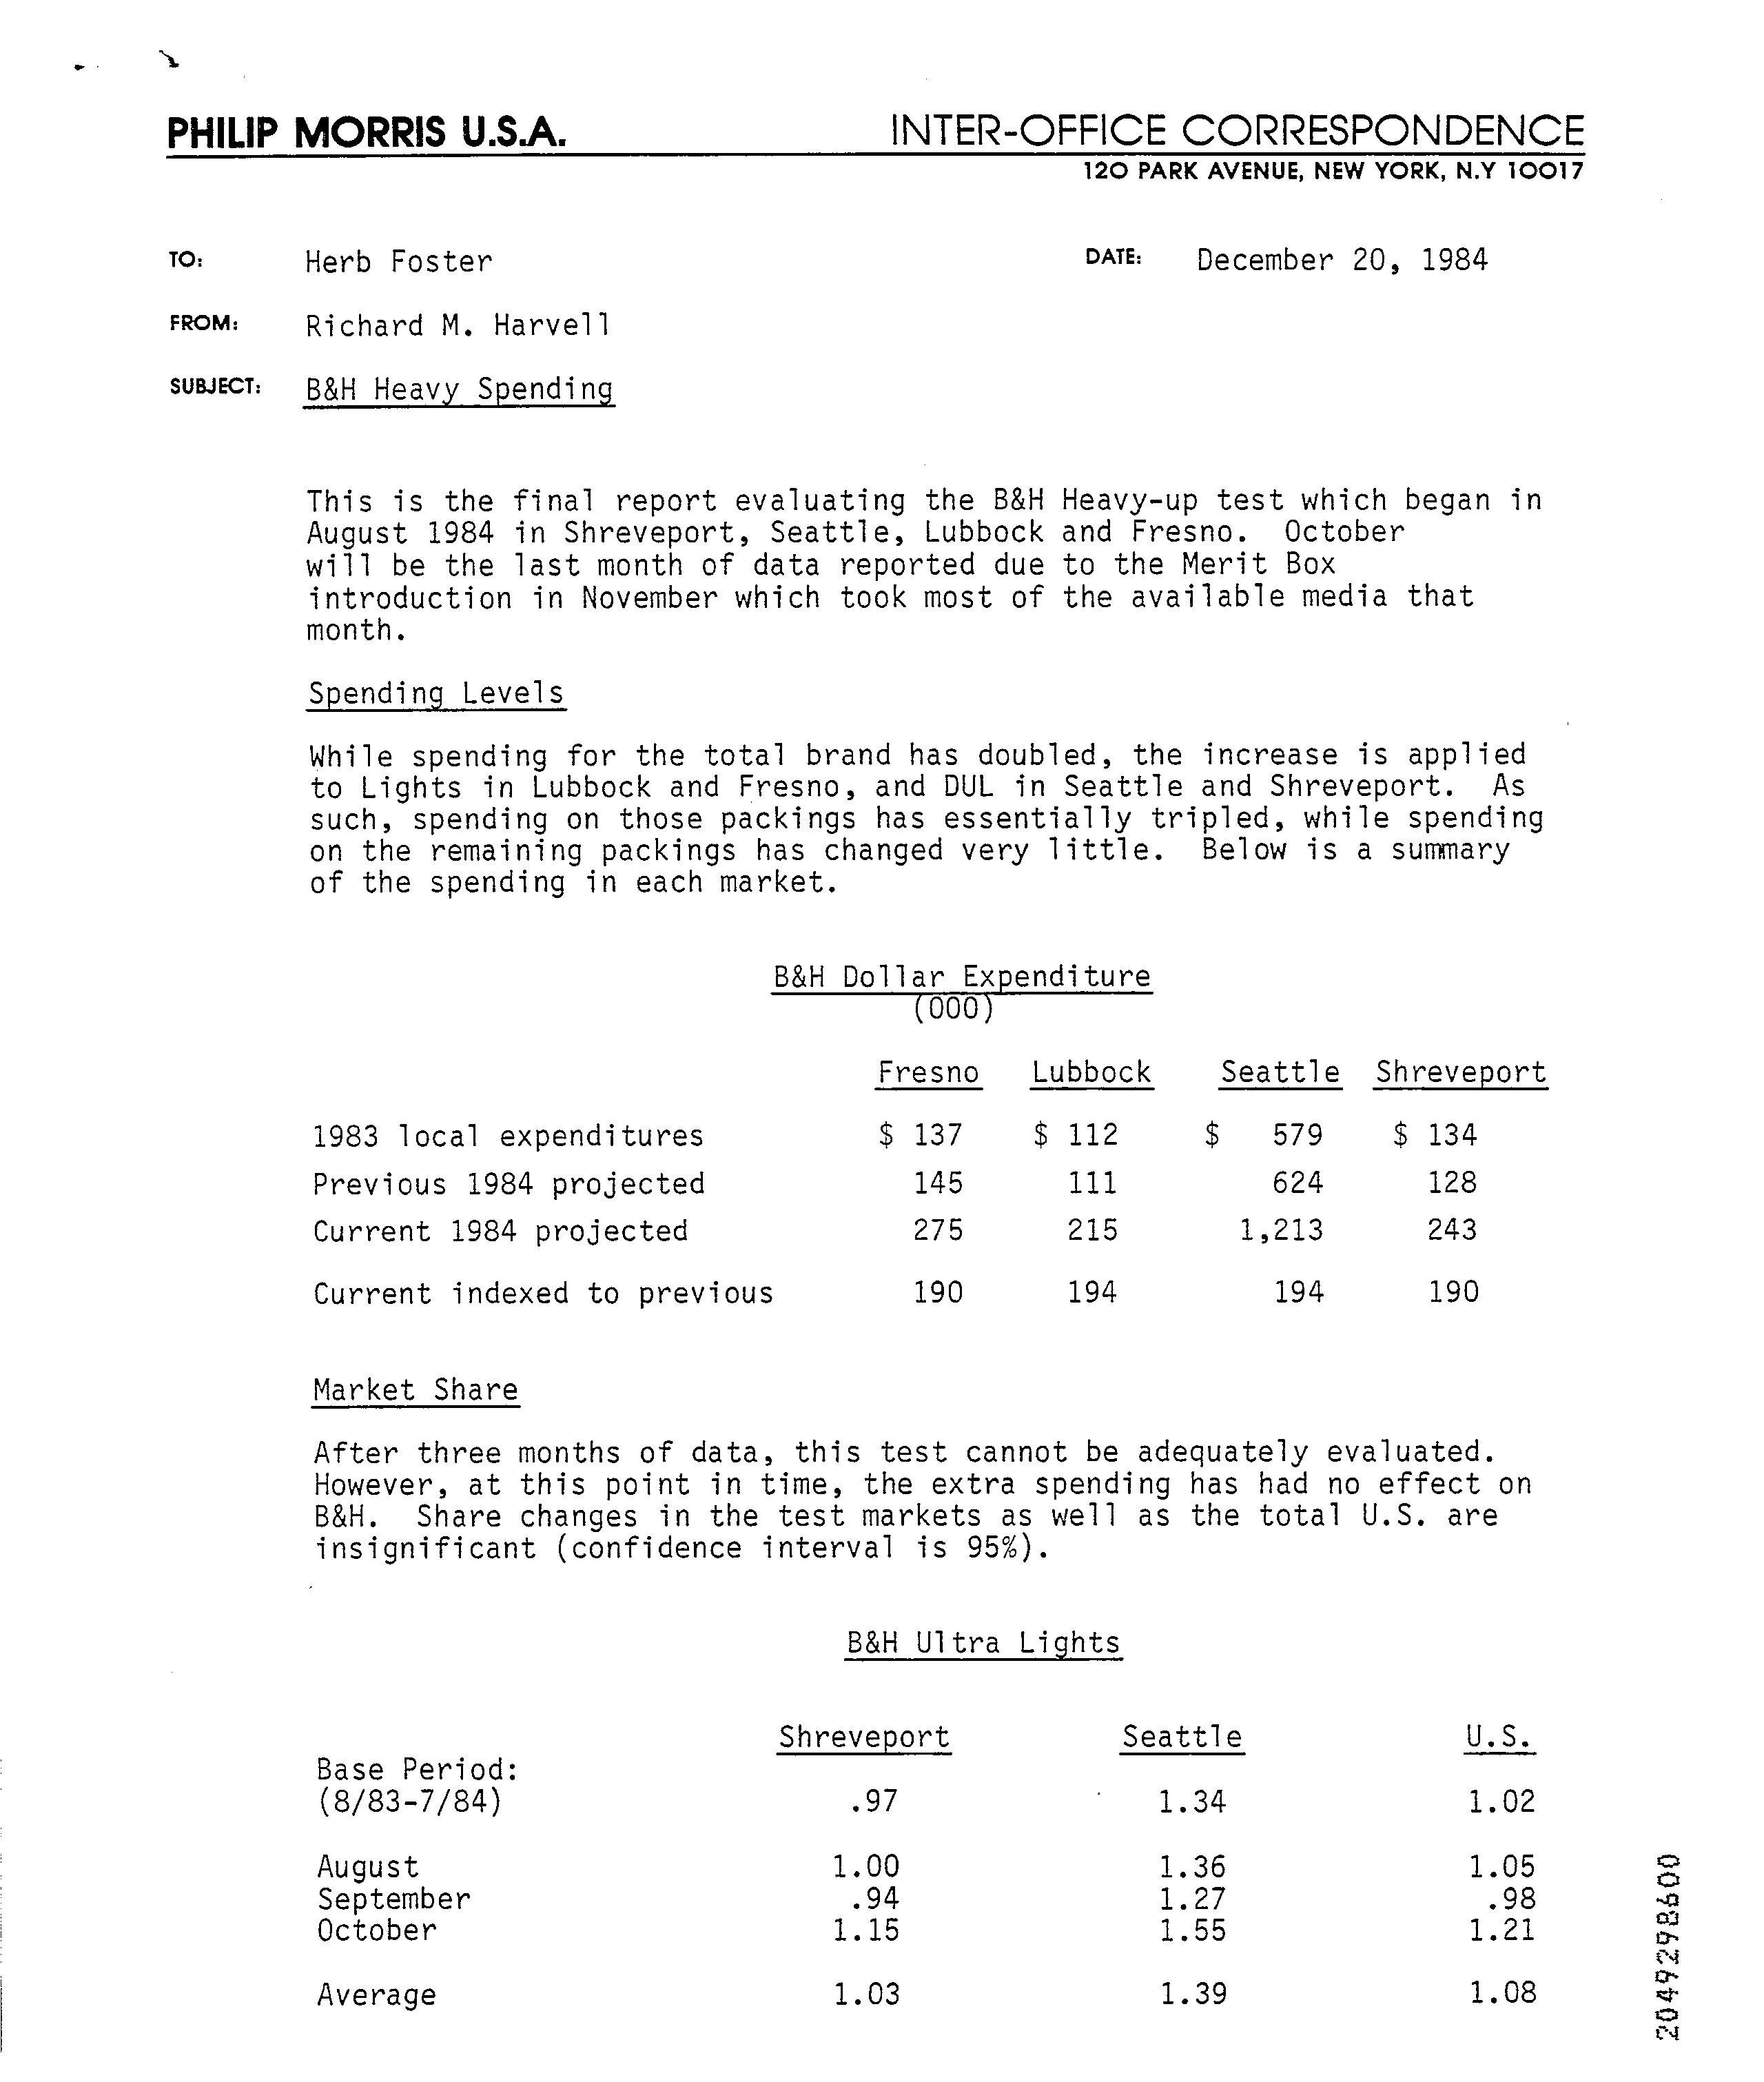 PHILIP MORRIS U.S.A. INTER-OFFICE CORRESPONDENCE
120 PARK AVENUE, NEW YORK, N.Y 10017
TO: Herb Foster DATE: December 20, 1984
FROM: Richard M. Harvell
SUBJECT: B&H Heavy Spending
This is the final report evaluating the B&H Heavy-up test which began in
August 1984 in Shreveport, Seattle, Lubbock and Fresno. October
will be the last month of data reported due to the Merit Box
introduction in November which took most of the available media that
month.
Spending Levels
While spending for the total brand has doubled, the increase is applied
to Lights in Lubbock and Fresno, and DUL in Seattle and Shreveport. As
such, spending on those packings has essentially tripled, while spending
on the remaining packings has changed very little. Below is a summary
of the spending in each market.
B&H Dollar Expenditure
(000)
Fresno Lubbock Seattle Shreveport
1983 local expenditures $ 137 $ 112 $ 579 $ 134
Previous 1984 projected 145 111 624 128
Current 1984 projected 275 215 1,213 243
Current indexed to previous 190 194 194 190
Market Share
After three months of data, this test cannot be adequately evaluated.
However, at this point in time, the extra spending has had no effect on
B&H. Share changes in the test markets as well as the total U.S. are
insignificant (confidence interval is 95%).
B&H Ultra Lights
Shreveport Seattle U.S.
Base Period:
(8/83-7/84) .97 1.34 1.02
August 1.00 1.36 1.05
September .94 1.27 .98
October 1.15 1.55 1.21
Average 1.03 1.39 1.08
2049298600